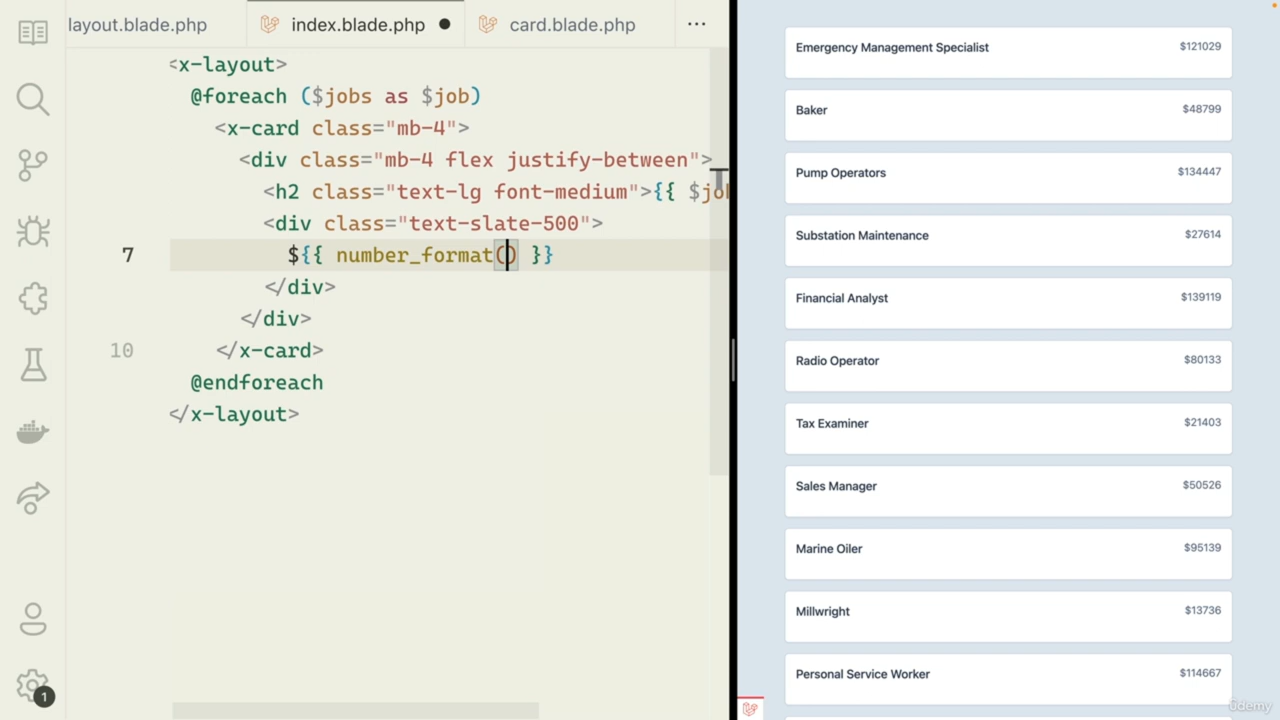 layout.blade.php
index.blade.php
card.blade.php
...
<x-layout>
@foreach ($jobs as $job)
<x-card class="mb-4">
<div class="mb-4 flex justify-between">
<h2 class="text-lg font-medium">{{ $job
<div class="text-slate-500">
7 ${{ number_format() }}
</div>
</div>
10 </x-card>
@endforeach
</x-layout>
1
Emergency Management Specialist $121029
Baker $48799
Pump Operators $134447
Substation Maintenance $27614
Financial Analyst $139119
Radio Operator $80133
Tax Examiner $21403
Sales Manager $50526
Marine Oiler $95139
Millwright $13736
Personal Service Worker $114667
ûdemy